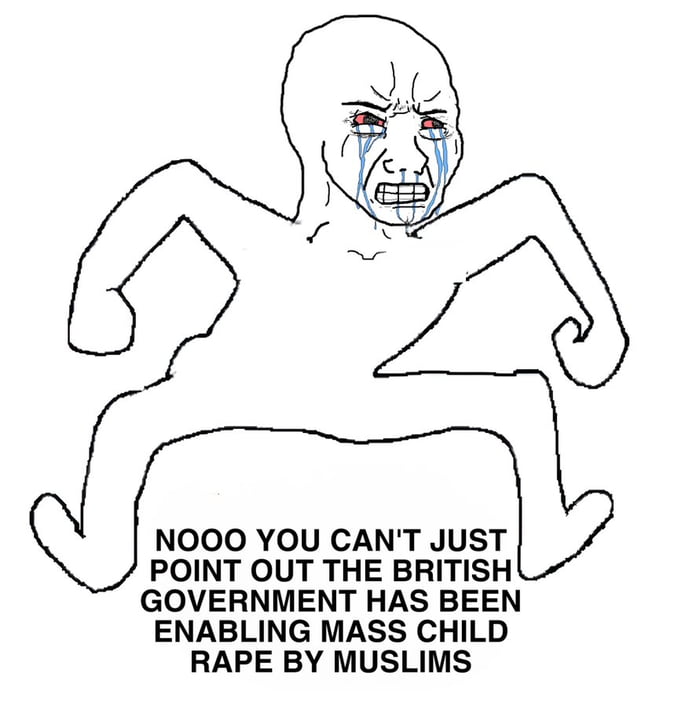 NOOO YOU CAN'T JUST
POINT OUT THE BRITISH
GOVERNMENT HAS BEEN
ENABLING MASS CHILD
RAPE BY MUSLIMS